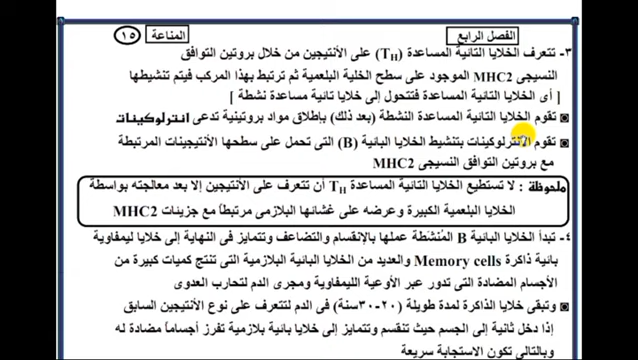 الفصل الرابع
المناعة
١٥
٣- تتعرف الخلايا التائية المساعدة (TH) على الأنتيجين من خلال بروتين التوافق
النسيجى MHC2 الموجود على سطح الخلية البلعمية ثم ترتبط بهذا المركب فيتم تنشيطها
[ أى الخلايا التائية المساعدة فتتحول إلى خلايا تائية مساعدة نشطة ]
تقوم الخلايا التائية المساعدة النشطة (بعد ذلك) بإطلاق مواد بروتينية تدعى انترلوكينات
تقوم الأنترلوكينات بتنشيط الخلايا البائية (B) التى تحمل على سطحها الأنتيجينات المرتبطة
مع بروتين التوافق النسيجى MHC2
ملحوظة : لا تستطيع الخلايا التائية المساعدة TH أن تتعرف على الأنتيجين إلا بعد معالجته بواسطة
الخلايا البلعمية الكبيرة وعرضه على غشائها البلازمى مرتبطاً مع جزيئات MHC2
٤- تبدأ الخلايا البائية B المُنشَطة عملها بالإنقسام والتضاعف وتتمايز فى النهاية إلى خلايا ليمفاوية
بائية ذاكرة Memory cells والعديد من الخلايا البائية البلازمية التى تنتج كميات كبيرة من
الأجسام المضادة التى تدور عبر الأوعية الليمفاوية ومجرى الدم لتحارب العدوى
وتبقى خلايا الذاكرة لمدة طويلة (٢٠-٣٠سنة) فى الدم لتتعرف على نوع الأنتيجين السابق
إذا دخل ثانية إلى الجسم حيث تنقسم وتتمايز إلى خلايا بائية بلازمية تفرز أجساماً مضادة له
وبالتالى تكون الاستجابة سريعة